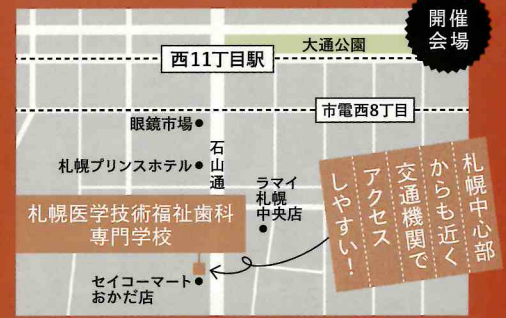 開催
会場
大通公園
西11丁目駅
市電西8丁目
眼鏡市場
石山通
札幌プリンスホテル
ラマイ
札幌
中央店
札幌医学技術福祉歯科
専門学校
札幌中心部
からも近く
交通機関で
アクセス
しやすい!
セイコーマート
おかだ店